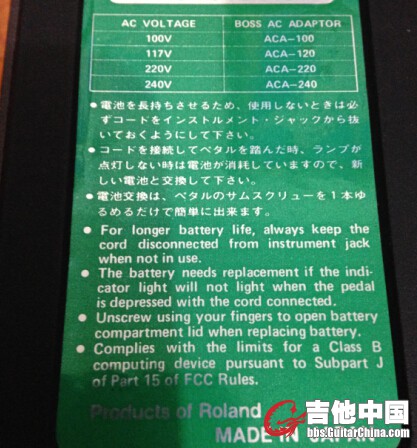 AC VOLTAGE BOSS AC ADAPTOR
100V ACA-100
117V ACA-120
220V ACA-220
240V ACA-240
●電池を長持ちさせるため、使用しないときは必
ずコードをインストルメント・ジャックから抜
いておくようにして下さい。
●コードを接続してペタルを踏んだ時、ランプが
点灯しない時は電池が消耗していますので、新
しい電池と交換して下さい。
●電池交換は、ペタルのサムスクリューを1本ゆ
るめるだけで簡単に出来ます。
● For longer battery life, always keep the
cord disconnected from instrument jack
when not in use.
● The battery needs replacement if the indi-
cator light will not light when the pedal
is depressed with the cord connected.
● Unscrew using your fingers to open battery
compartment lid when replacing battery.
● Complies with the limits for a Class B
computing device pursuant to Subpart J
of Part 15 of FCC Rules.
Products of Roland
MADE IN JAPAN
吉他中国
bbs.GuitarChina.com